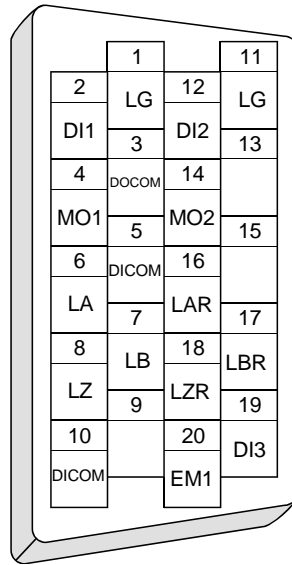 1 11
2 LG 12 LG
DI1 3 DI2 13
4 DOCOM 14
MO1 5 MO2 15
6 DICOM 16
LA 7 LAR 17
8 LB 18 LBR
LZ 9 LZR 19
10 20 DI3
DICOM EM1